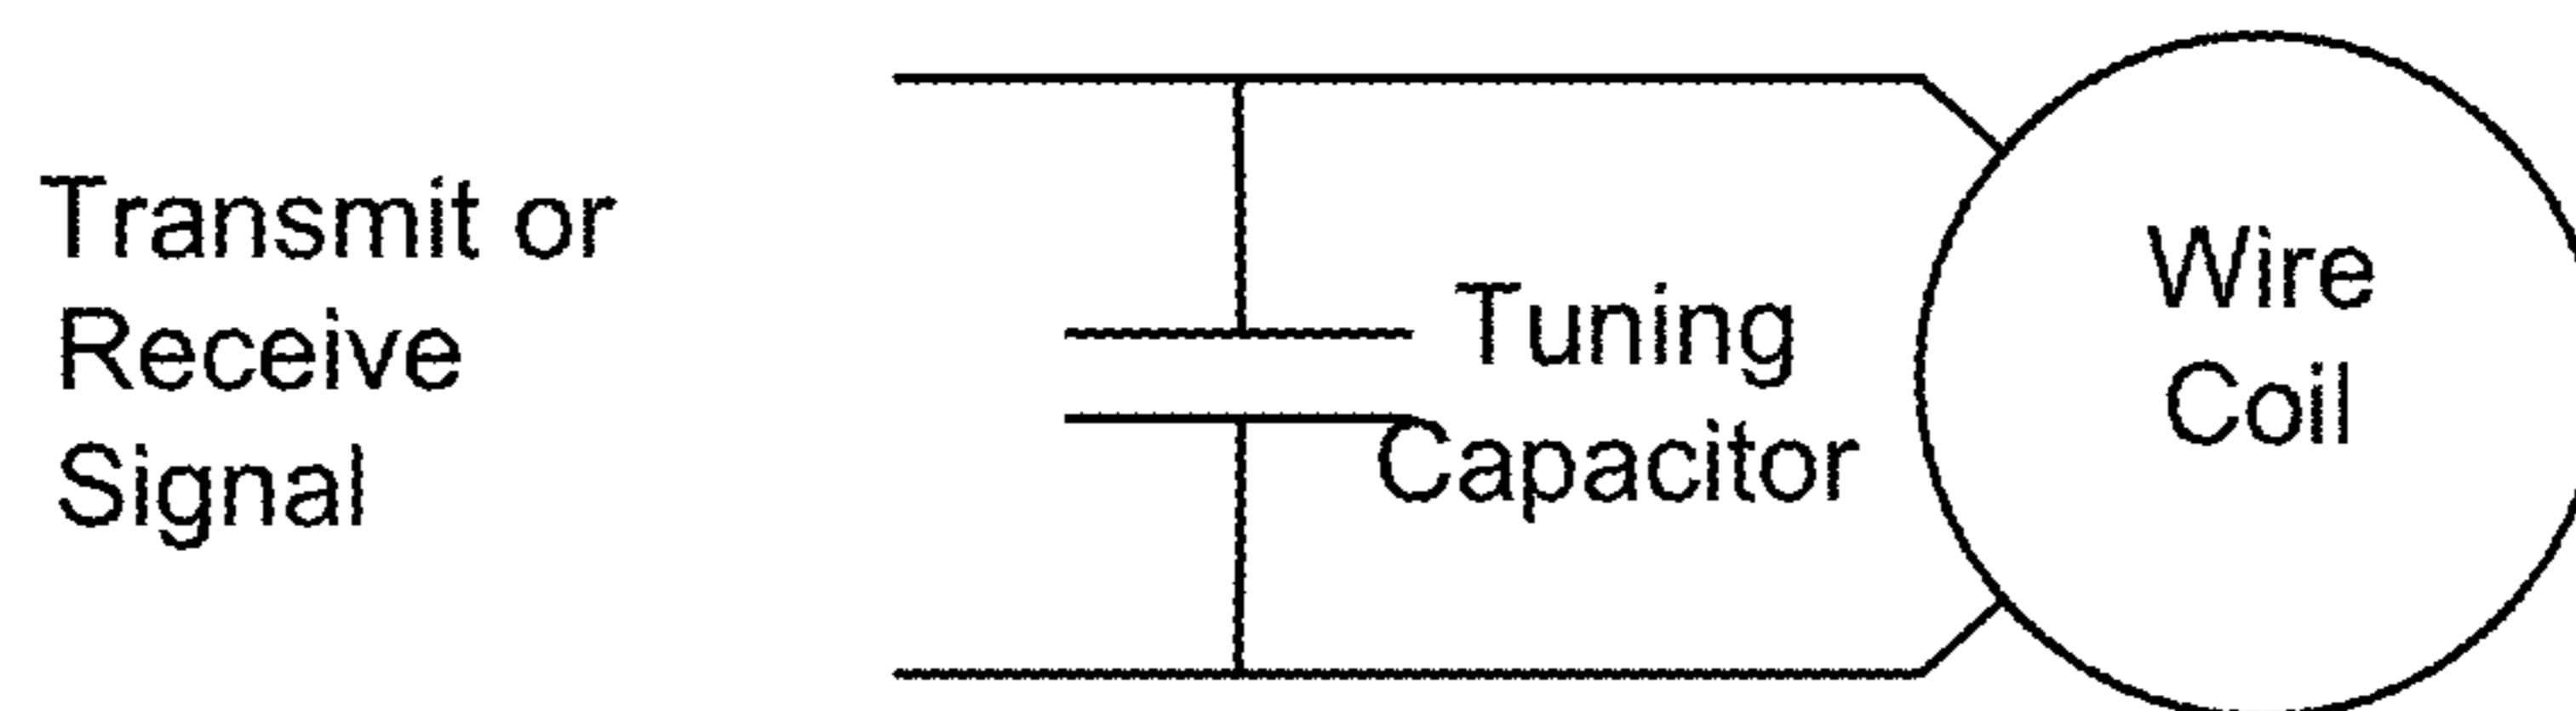 Transmit or
Receive
Signal
Tuning
Capacitor
Wire
Coil